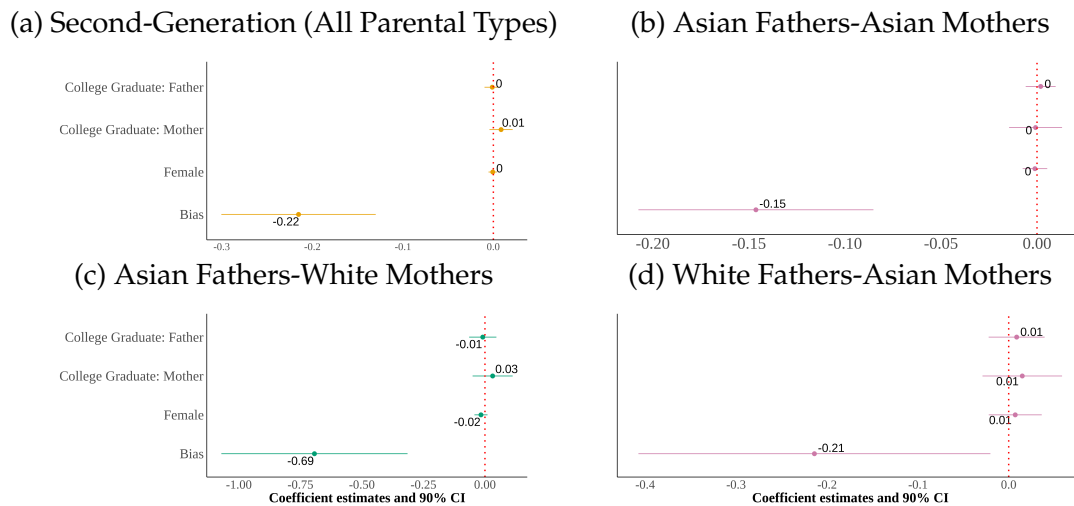 (a) Second-Generation (All Parental Types)
College Graduate: Father
0
College Graduate: Mother
0.01
Female
0
Bias
-0.22
-0.3 -0.2 -0.1 0.0
(b) Asian Fathers-Asian Mothers
0
0
0
-0.15
-0.20 -0.15 -0.10 -0.05 0.00
(c) Asian Fathers-White Mothers
College Graduate: Father
-0.01
College Graduate: Mother
0.03
Female
-0.02
Bias
-0.69
-1.00 -0.75 -0.50 -0.25 0.00
Coefficient estimates and 90% CI
(d) White Fathers-Asian Mothers
0.01
0.01
0.01
-0.21
-0.4 -0.3 -0.2 -0.1 0.0
Coefficient estimates and 90% CI